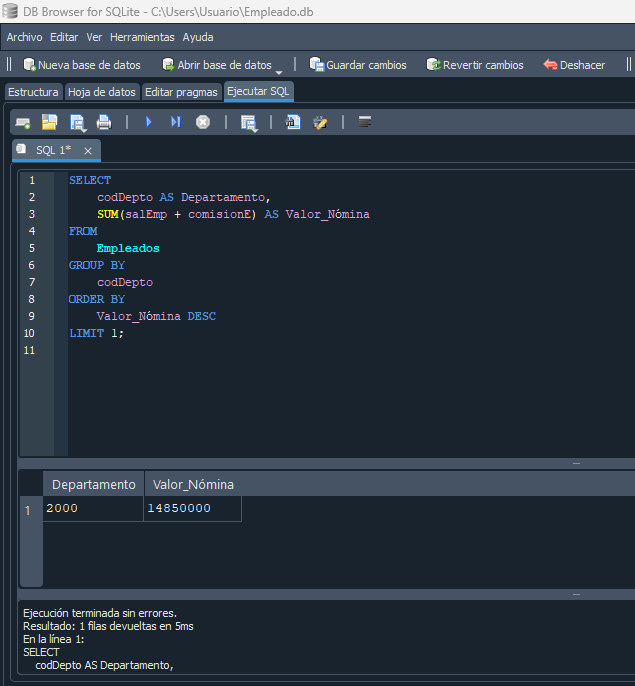 DB Browser for SQLite - C:\Users\Usuario\Empleado.db
Archivo Editar Ver Herramientas Ayuda
Nueva base de datos Abrir base de datos Guardar cambios Revertir cambios Deshacer
Estructura Hoja de datos Editar pragmas Ejecutar SQL
SQL 1*
1 SELECT
2 codDepto AS Departamento,
3 SUM(salEmp + comisionE) AS Valor_Nómina
4 FROM
5 Empleados
6 GROUP BY
7 codDepto
8 ORDER BY
9 Valor_Nómina DESC
10 LIMIT 1;
11
Departamento Valor_Nómina
1 2000 14850000
Ejecución terminada sin errores.
Resultado: 1 filas devueltas en 5ms
En la línea 1:
SELECT
codDepto AS Departamento,